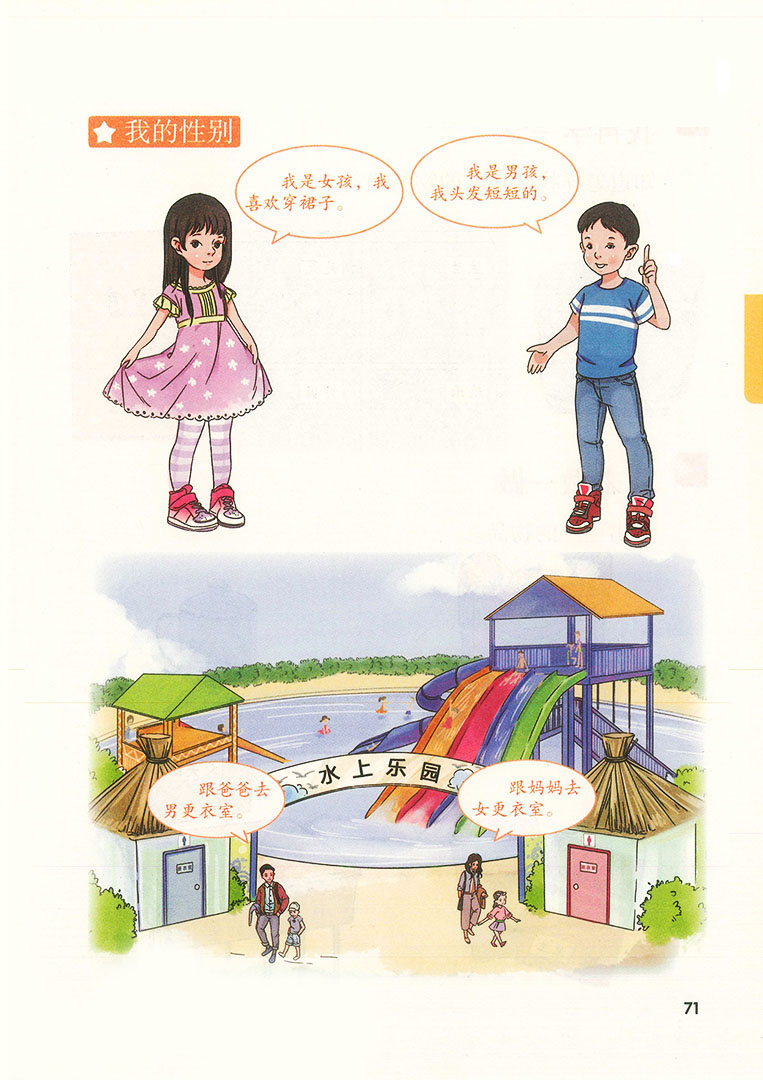 我的性别
我是女孩，我
喜欢穿裙子。
我是男孩，
我头发短短的。
水上乐园
跟爸爸去
男更衣室。
跟妈妈去
女更衣室。
71